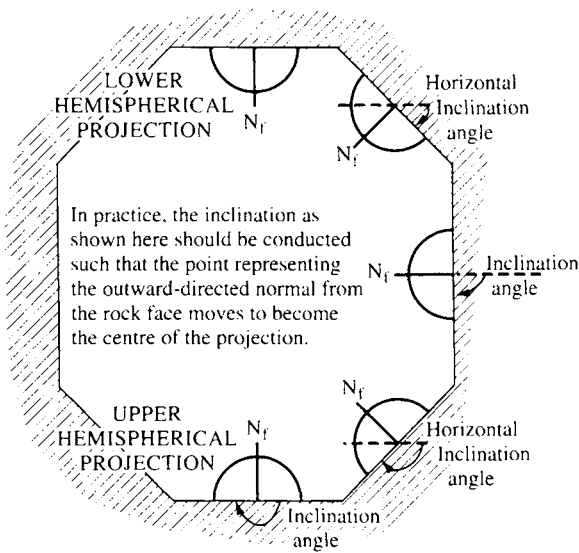 LOWER
HEMISPHERICAL
PROJECTION
N_f
Horizontal
Inclination
angle
N_f
In practice, the inclination as
shown here should be conducted
such that the point representing
the outward-directed normal from
the rock face moves to become
the centre of the projection.
N_f
Inclination
angle
N_f
UPPER
HEMISPHERICAL
PROJECTION
N_f
Horizontal
Inclination
angle
Inclination
angle